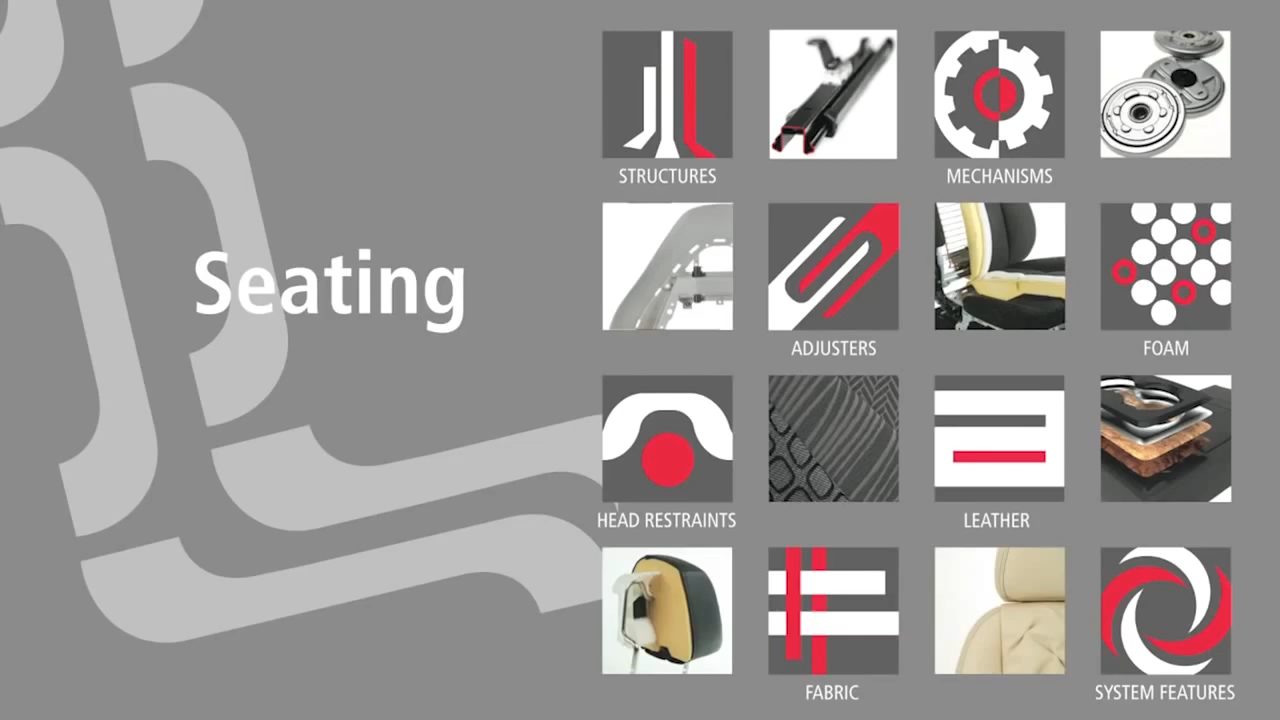 Seating
STRUCTURES
MECHANISMS
ADJUSTERS
FOAM
HEAD RESTRAINTS
LEATHER
FABRIC
SYSTEM FEATURES